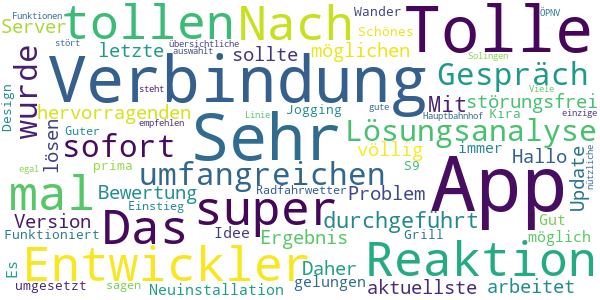 Funktionen
tollen
Nach
Wander
Tolle
ÖPNV
Server
übersichtliche
Schönes
stört
letzte
auswählt
sollte
möglichen
Solingen
Verbindung
Gespräch
wurde
steht
Viele
Design
hervorragenden
Jogging
Mit
störungsfrei
empfehlen
Linie
Hauptbahnhof
gute
einzige
Guter
Sehr
Kira
Lösungsanalyse
lösen
sofort
völlig
immer
Hallo
Update
egal
prima
umfangreichen
S9
App
nützliche
mal
Bewertung
Radfahrwetter
Problem
Das
super
Einstieg
durchgeführt
Gut
Version
Funktioniert
Idee
Ergebnis
Grill
möglich
Es
Entwickler
Daher
Reaktion
gelungen
aktuellste
umgesetzt
sagen
Neuinstallation
arbeitet